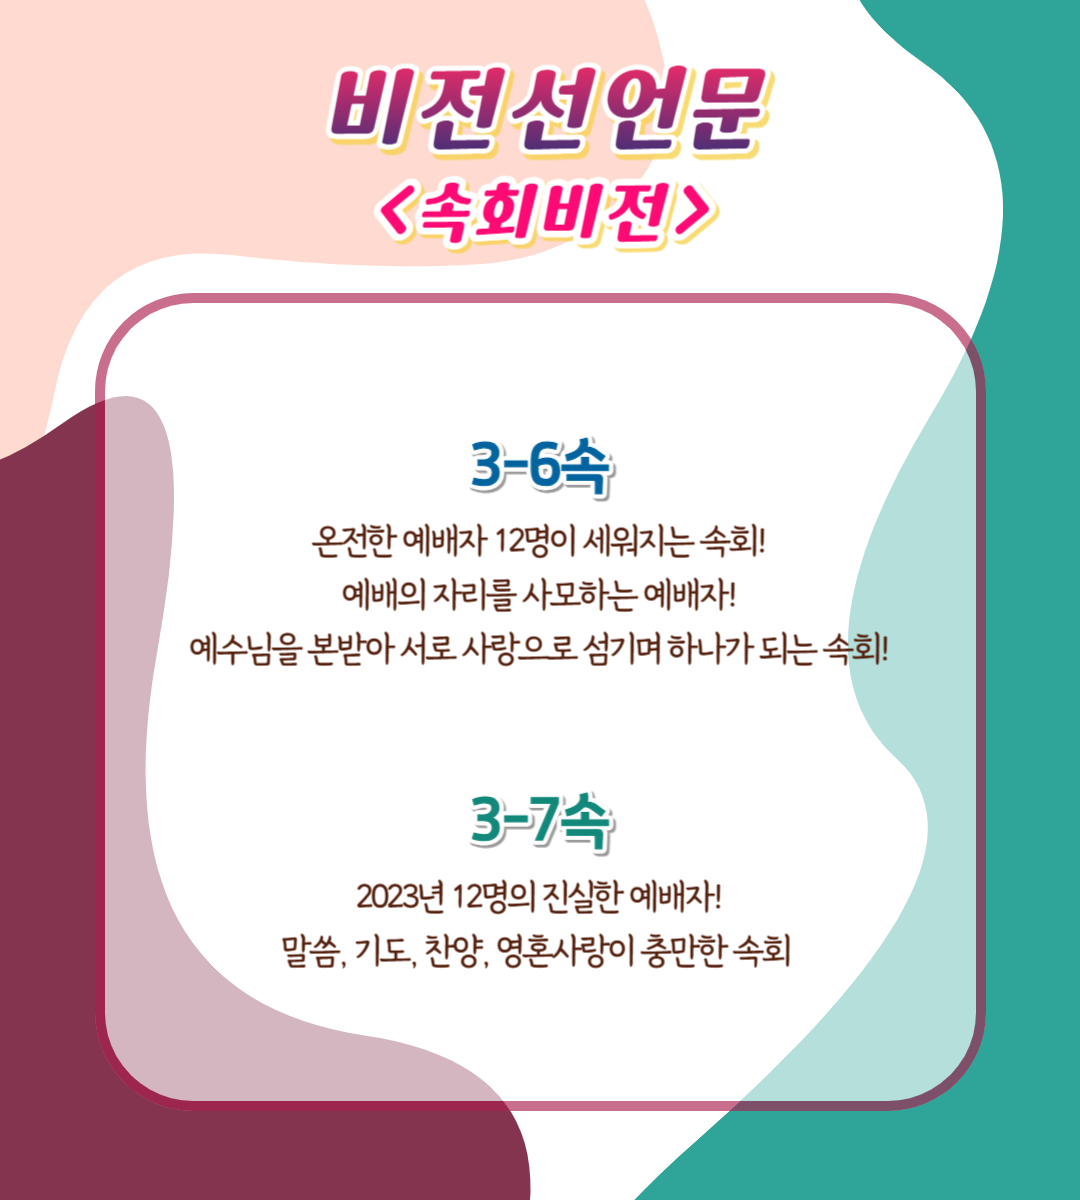 비전선언문
<속회비전>
3-6속
온전한 예배자 12명이 세워지는 속회!
예배의 자리를 사모하는 예배자!
예수님을 본받아 서로 사랑으로 섬기며 하나가 되는 속회!
3-7속
2023년 12명의 진실한 예배자!
말씀, 기도, 찬양, 영혼사랑이 충만한 속회